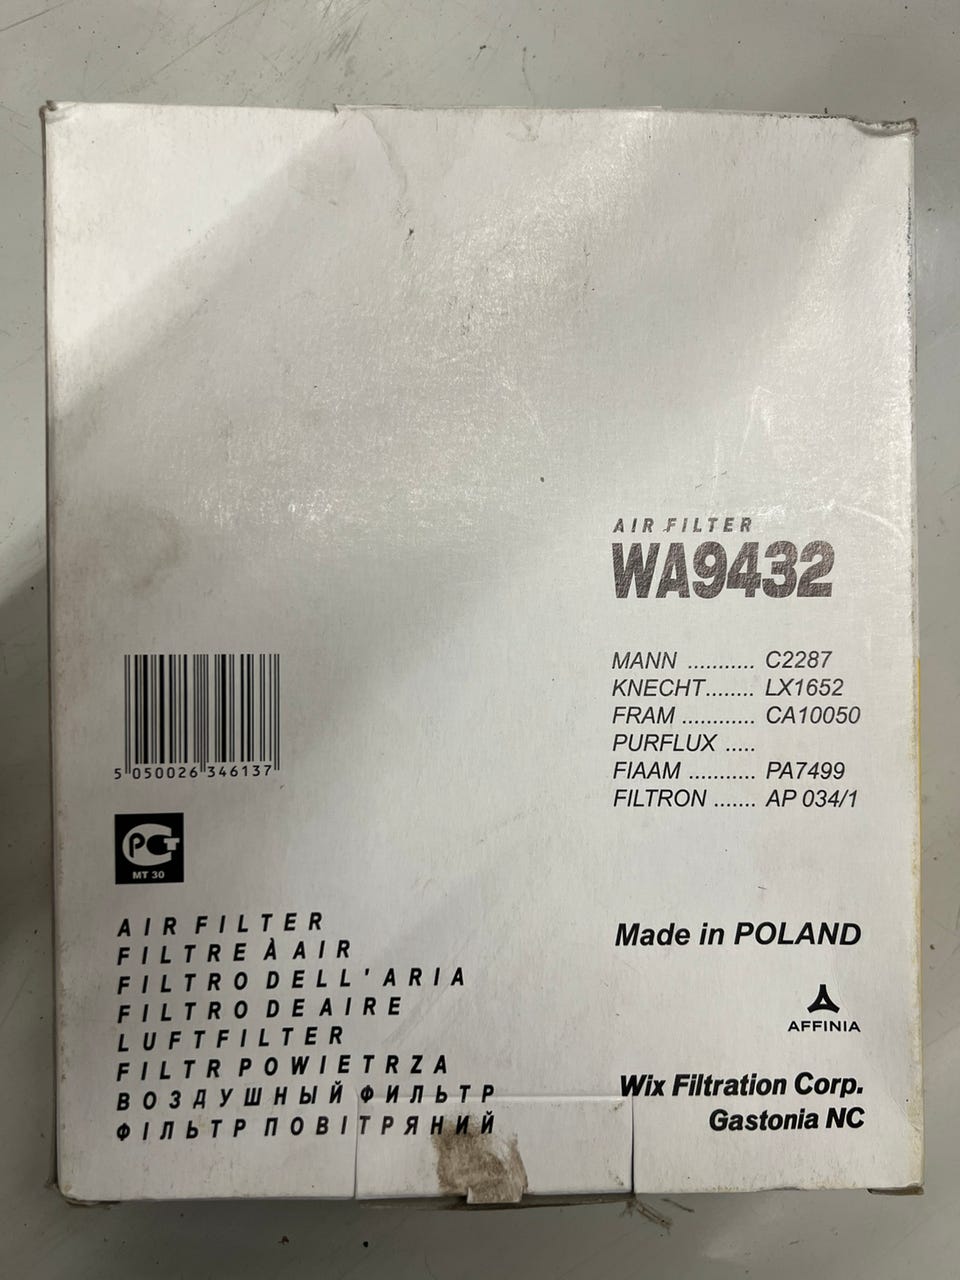 AIR FILTER
WA9432
MANN ........... C2287
KNECHT........ LX1652
FRAM ............ CA10050
PURFLUX .....
FIAAM ........... PA7499
FILTRON ....... AP 034/1
5 050026 346137
РСТ
MT 30
AIR FILTER
FILTRE À AIR
FILTRO DELL'ARIA
FILTRO DE AIRE
LUFTFILTER
FILTR POWIETRZA
ВОЗДУШНЫЙ ФИЛЬТР
ФІЛЬТР ПОВІТРЯНИЙ
Made in POLAND
AFFINIA
Wix Filtration Corp.
Gastonia NC